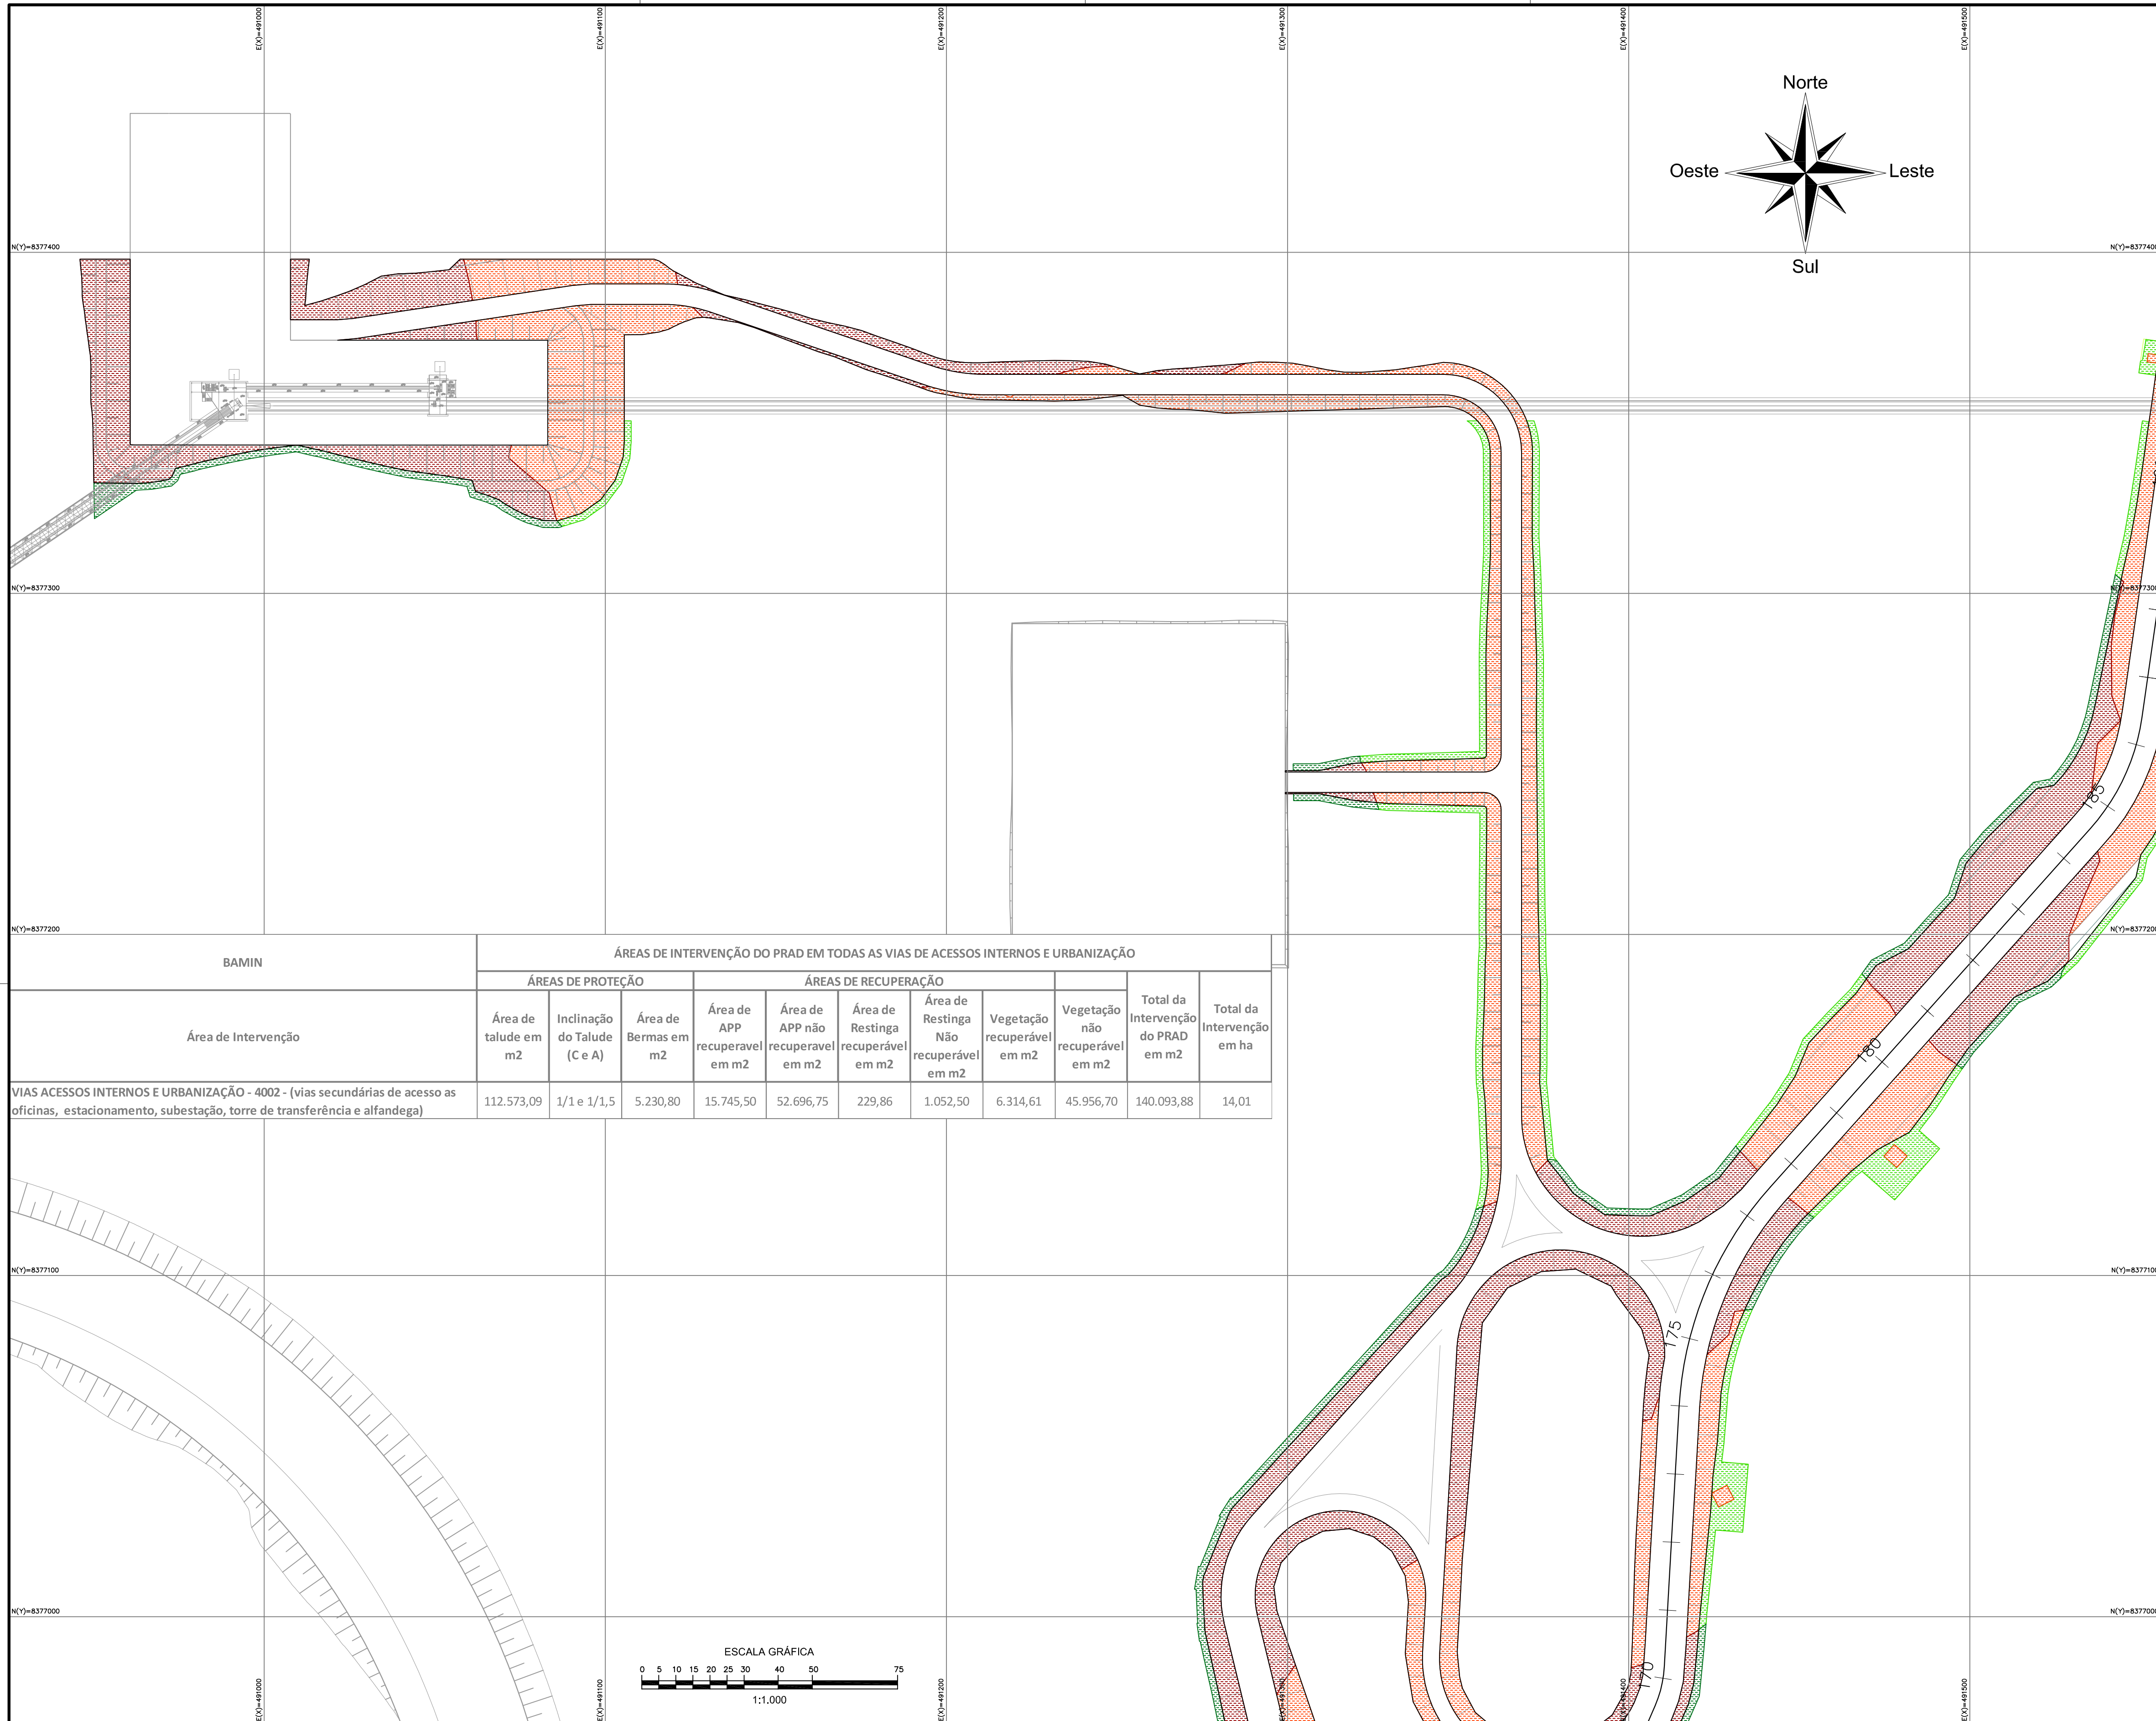 E(X)=491000
E(X)=491100
E(X)=491200
E(X)=491300
E(X)=491400
E(X)=491500
Norte
Oeste
Leste
Sul
N(Y)=8377400
N(Y)=8377400
N(Y)=8377300
N(Y)=8377300
185
N(Y)=8377200
N(Y)=8377200
BAMIN
ÁREAS DE INTERVENÇÃO DO PRAD EM TODAS AS VIAS DE ACESSOS INTERNOS E URBANIZAÇÃO
ÁREAS DE PROTEÇÃO
ÁREAS DE RECUPERAÇÃO
Área de Intervenção
Área de
talude em
m2
Inclinação
do Talude
(C e A)
Área de
Bermas em
m2
Área de
APP
recuperavel
em m2
Área de
APP não
recuperavel
em m2
Área de
Restinga
recuperável
em m2
Área de
Restinga
Não
recuperável
em m2
Vegetação
recuperável
em m2
Vegetação
não
recuperável
em m2
Total da
Intervenção
do PRAD
em m2
Total da
Intervenção
em ha
VIAS ACESSOS INTERNOS E URBANIZAÇÃO - 4002 - (vias secundárias de acesso as
oficinas, estacionamento, subestação, torre de transferência e alfandega)
112.573,09
1/1 e 1/1,5
5.230,80
15.745,50
52.696,75
229,86
1.052,50
6.314,61
45.956,70
140.093,88
14,01
180
N(Y)=8377100
N(Y)=8377100
175
N(Y)=8377000
N(Y)=8377000
170
ESCALA GRÁFICA
0 5 10 15 20 25 30 40 50 75
1:1.000
E(X)=491000
E(X)=491100
E(X)=491200
E(X)=491300
E(X)=491400
E(X)=491500